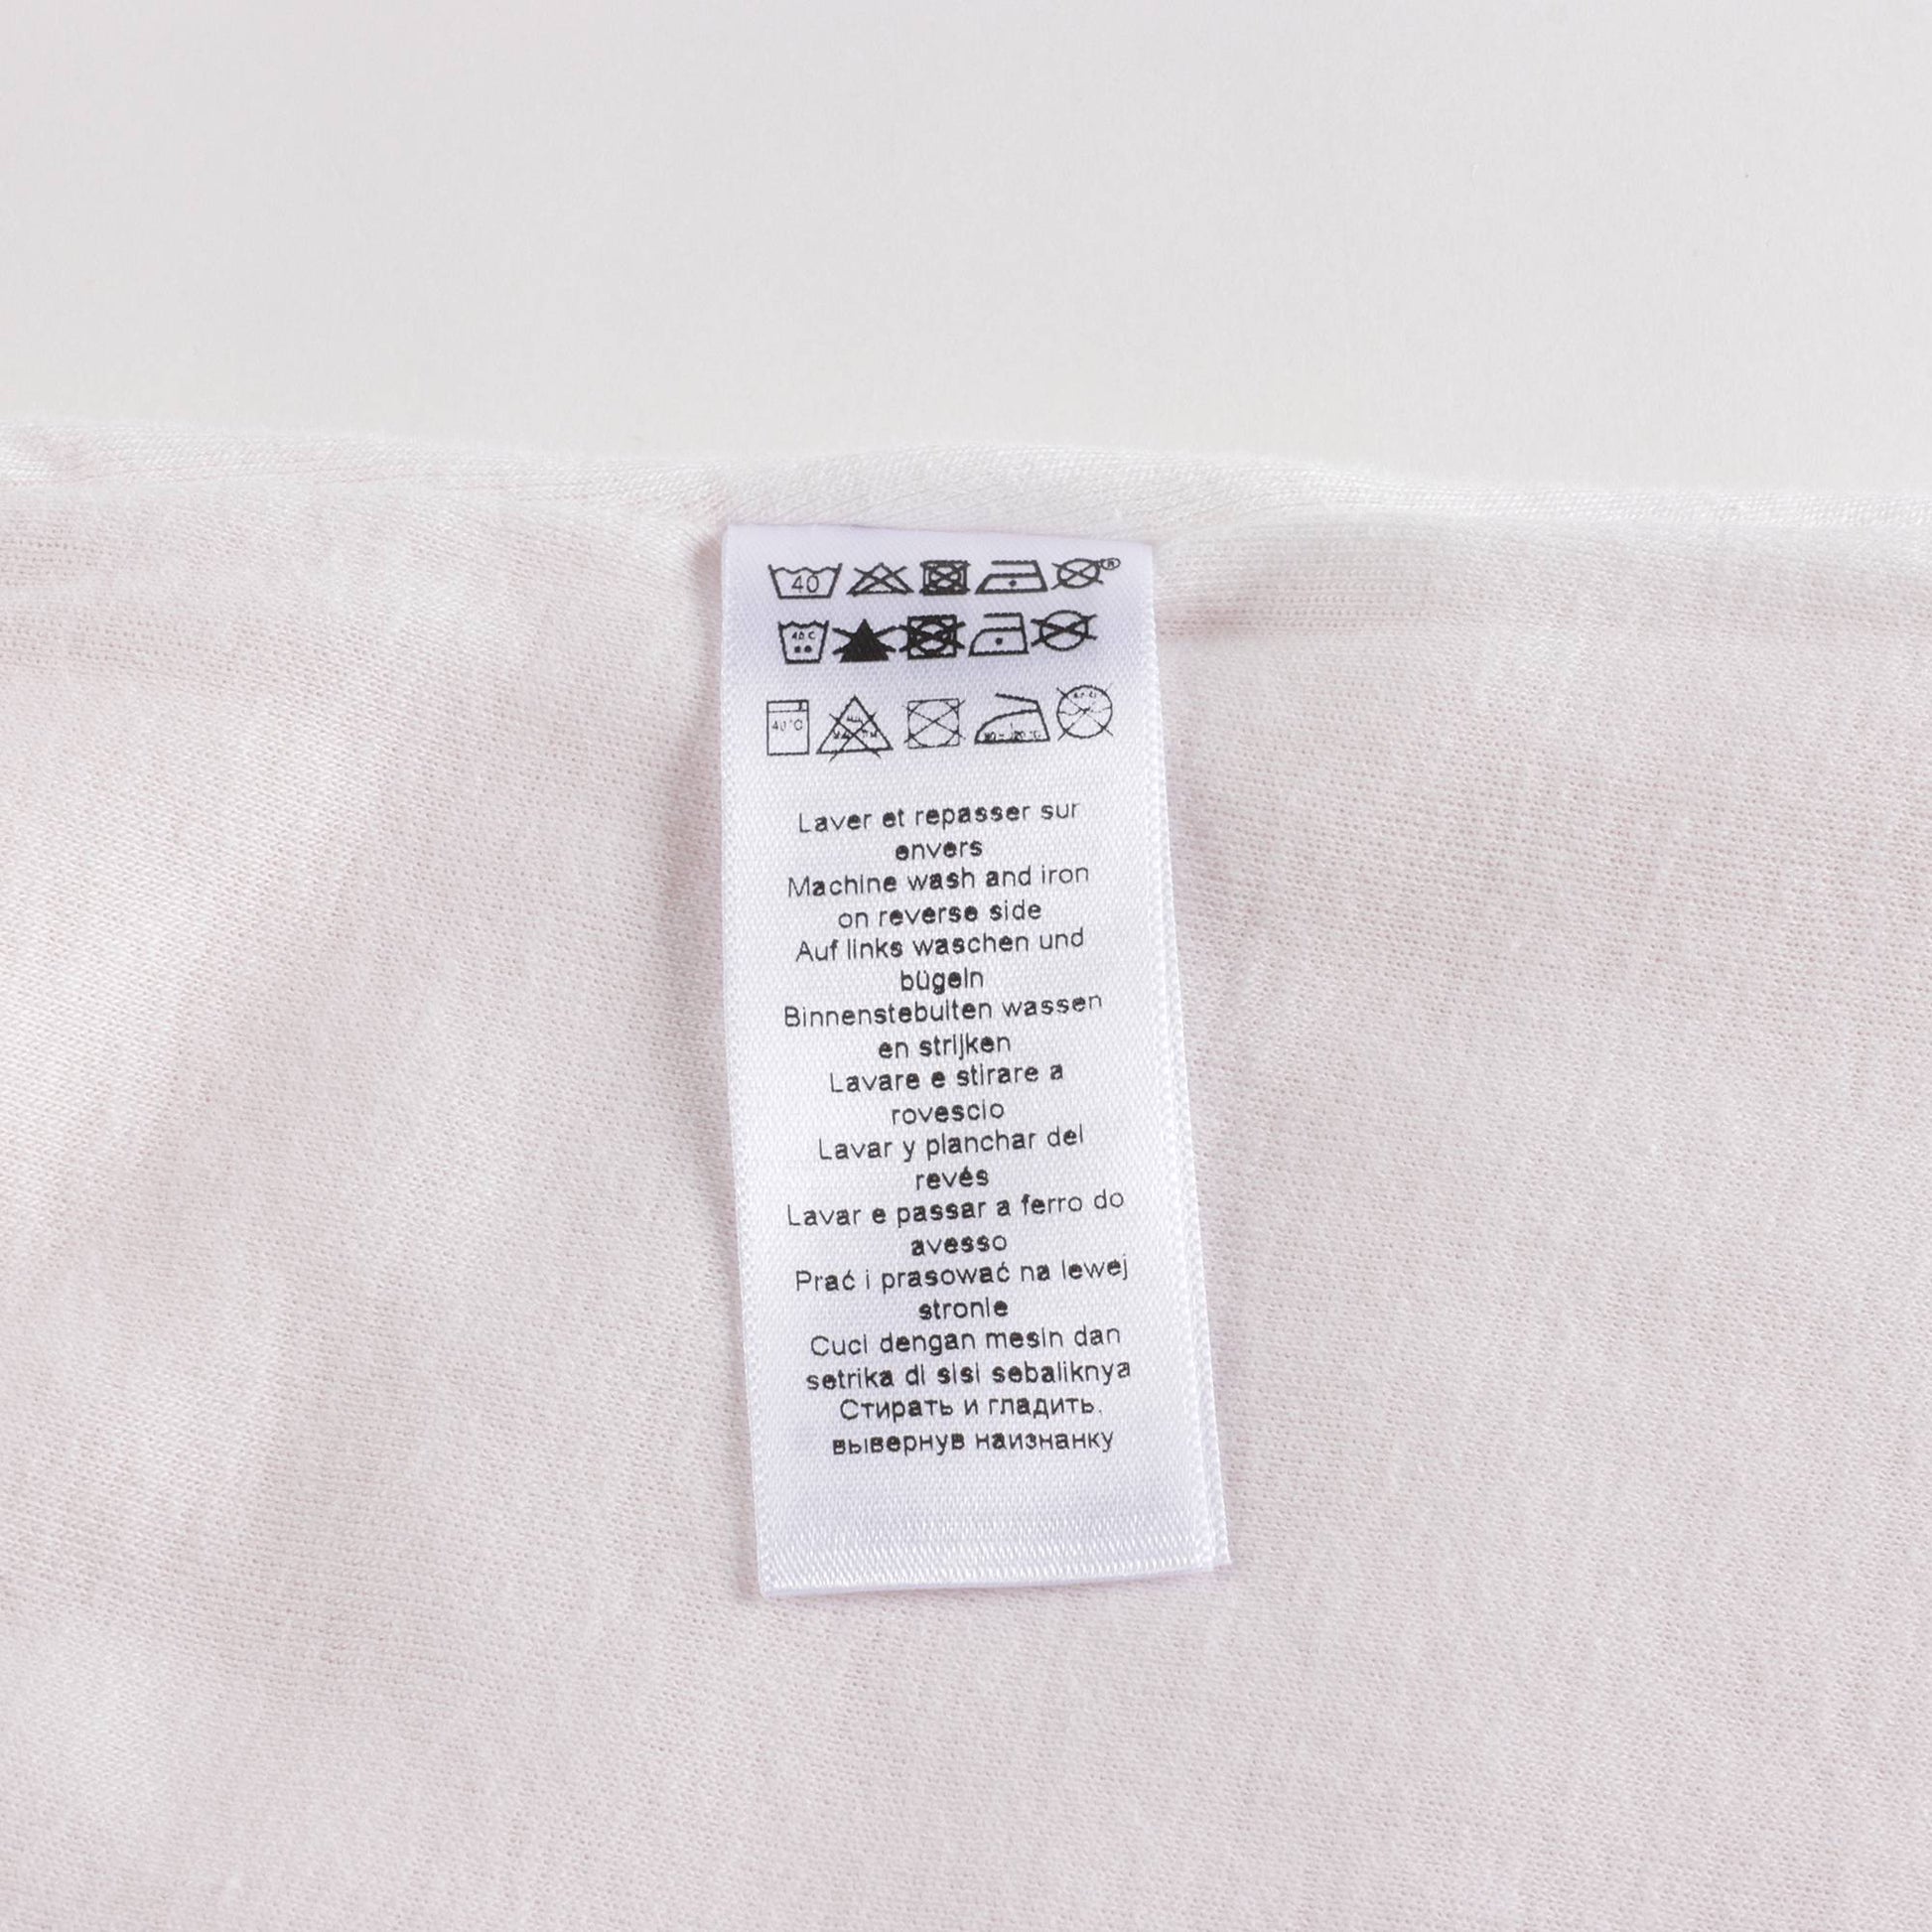 40
40 C
40 °C
Laver et repasser sur
envers
Machine wash and iron
on reverse side
Auf links waschen und
bügeln
Binnenstebuiten wassen
en strijken
Lavare e stirare a
rovescio
Lavar y planchar del
revés
Lavar e passar a ferro do
avesso
Prać i prasować na lewej
stronie
Cuci dengan mesin dan
setrika di sisi sebaliknya
Стирать и гладить,
вывернув наизнанку